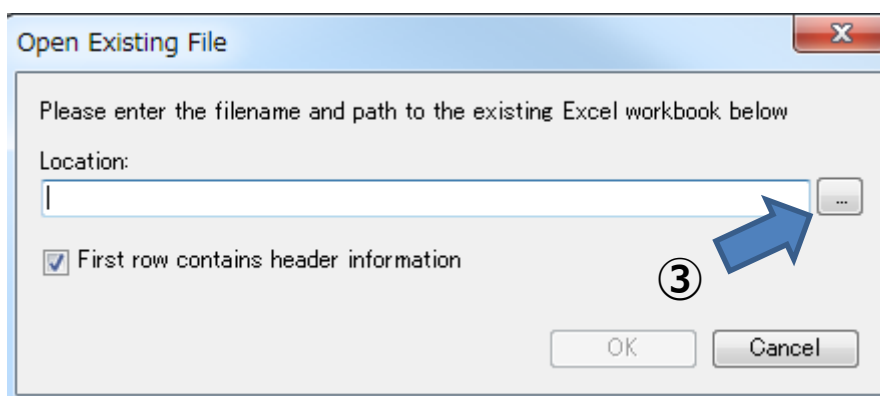 Open Existing File
Please enter the filename and path to the existing Excel workbook below
Location:
...
First row contains header information
③
OK
Cancel